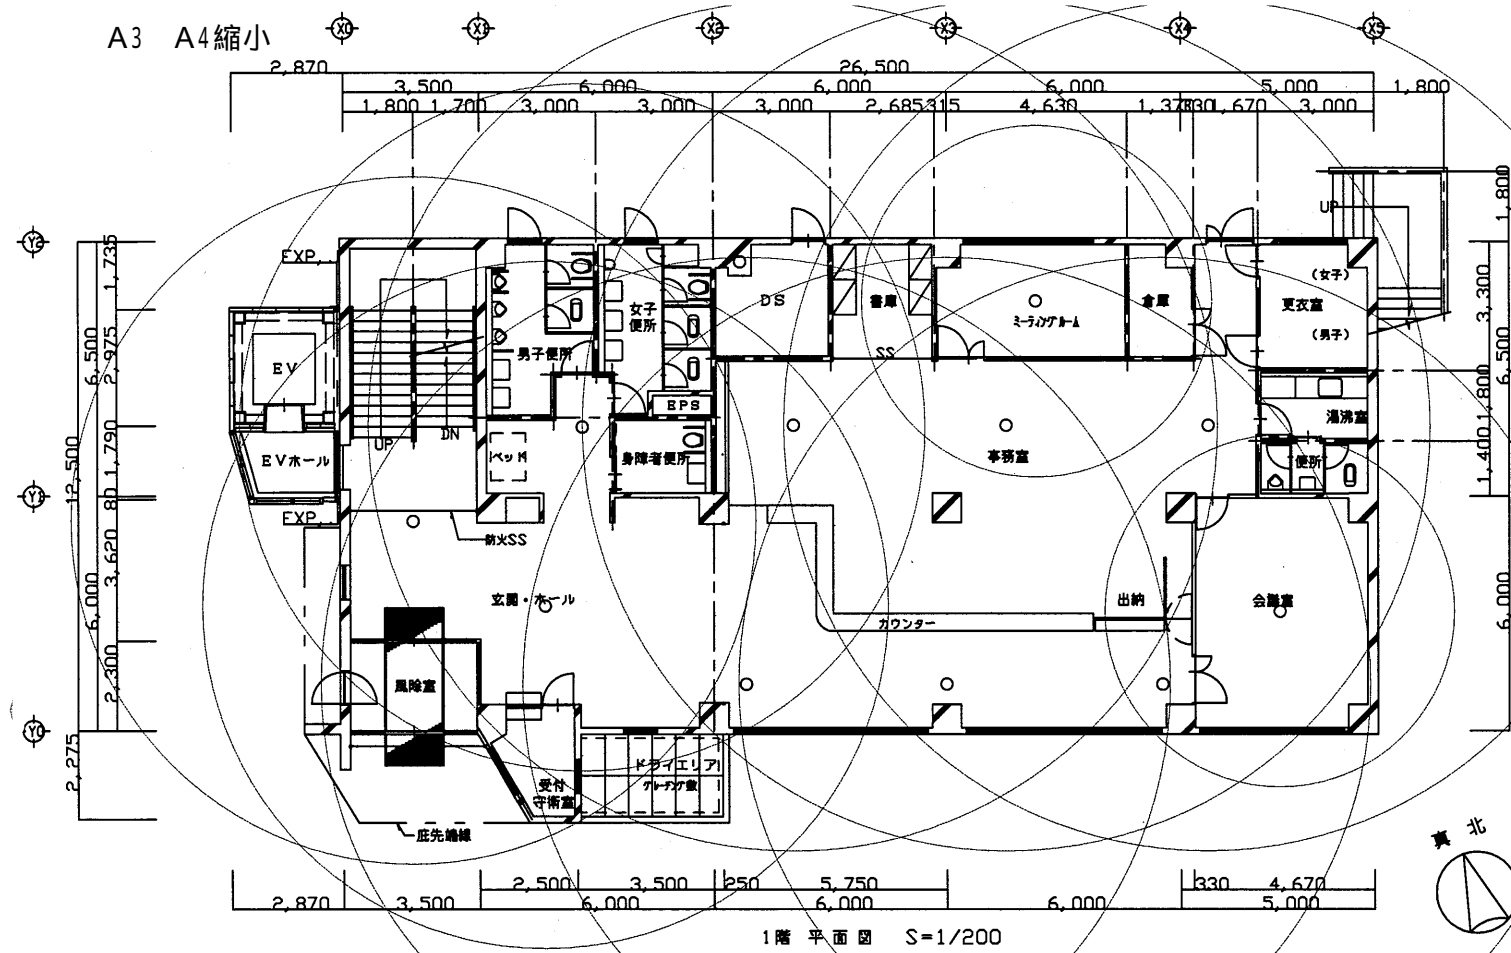 A3 A4縮小
X0 X1 X2 X3 X4 X5
2,870 26,500
3,500 6,000 6,000 6,000 5,000 1,800
1,800 1,700 3,000 3,000 3,000 2,685 315 4,630 1,370 330 1,670 3,000
Y2
Y1
Y0
1,735
2,975
1,790
80
3,620
2,300
6,500
6,000
12,500
2,275
1,800
3,300
1,800
1,400
6,500
6,000
UP
EXP.
EV
EVホール
EXP.
UP
DN
男子便所
女子便所
EPS
ベッド
身障者便所
DS
書庫
SS
ミーティングルーム
倉庫
(女子)
更衣室
(男子)
湯沸室
便所
事務室
防火SS
玄関・ホール
カウンター
出納
会議室
風除室
受付
守衛室
ドライエリア
グレーチング敷
庇先端線
真北
2,500 3,500 250 5,750 330 4,670
2,870 3,500 6,000 6,000 6,000 5,000
1階 平面図 S=1/200